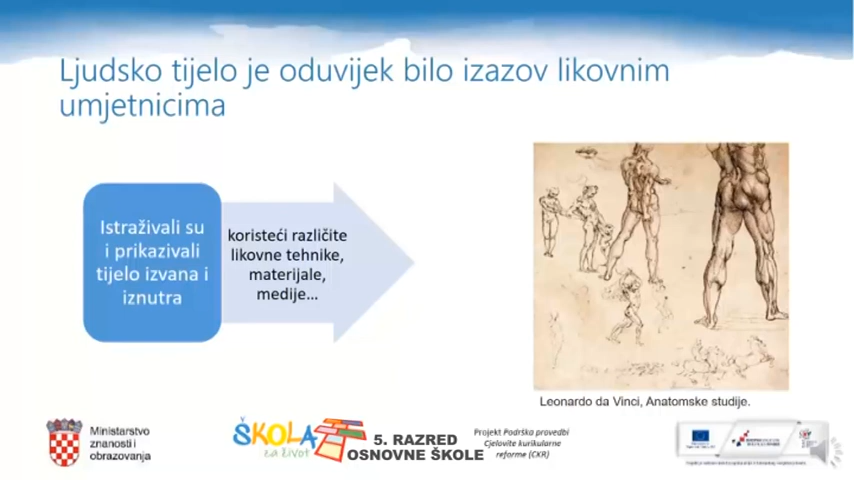 Ljudsko tijelo je oduvijek bilo izazov likovnim
umjetnicima
Istraživali su
i prikazivali
tijelo izvana i
iznutra
koristeći različite
likovne tehnike,
materijale,
medije...
Leonardo da Vinci, Anatomske studije.
Ministarstvo
znanosti i
obrazovanja
ŠKOLA
za život
5. RAZRED
OSNOVNE ŠKOLE
Projekt Podrška provedbi
Cjelovite kurikularne
reforme (CKR)